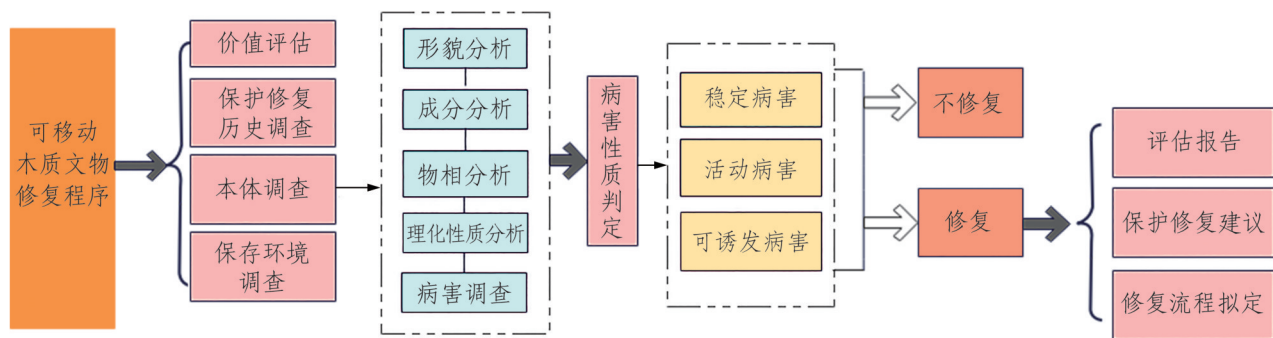 可移动
木质文物
修复程序
价值评估
保护修复
历史调查
本体调查
保存环境
调查
形貌分析
成分分析
物相分析
理化性质分析
病害调查
病害性质判定
稳定病害
活动病害
可诱发病害
不修复
修复
评估报告
保护修复建议
修复流程拟定